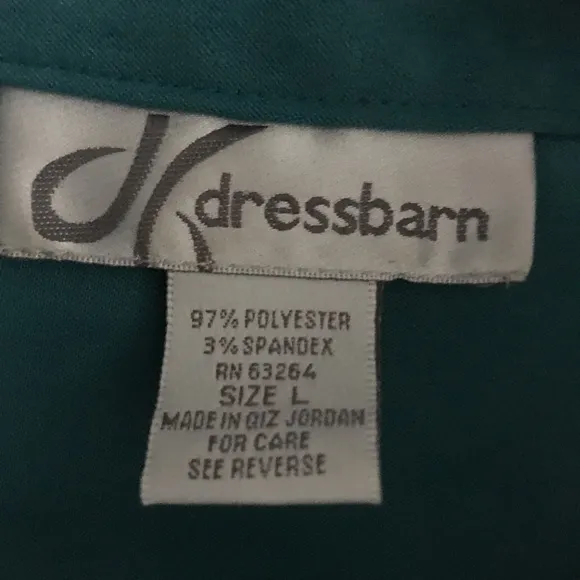 dressbarn
97% POLYESTER
3% SPANDEX
RN 63264
SIZE L
MADE IN QIZ JORDAN
FOR CARE
SEE REVERSE